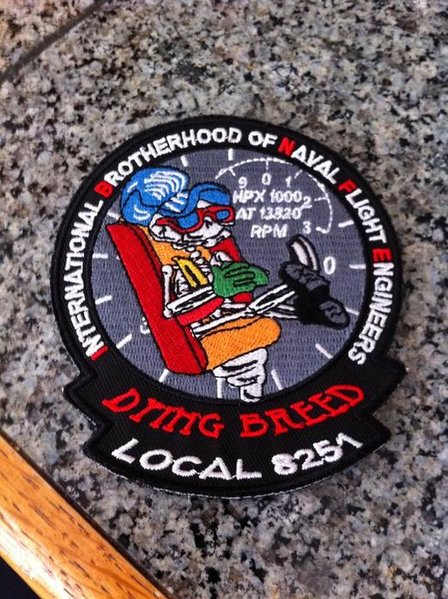 INTERNATIONAL BROTHERHOOD OF NAVAL FLIGHT ENGINEERS
9 0 1 2 3
HPX 1000
AT 13820
RPM
0
DYING BREED
LOCAL 8251